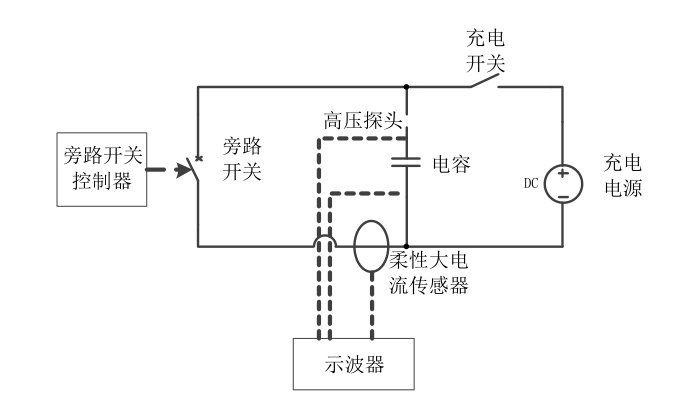 充电
开关
高压探头
旁路开关
控制器
旁路
开关
电容
DC
充电
电源
柔性大电
流传感器
示波器